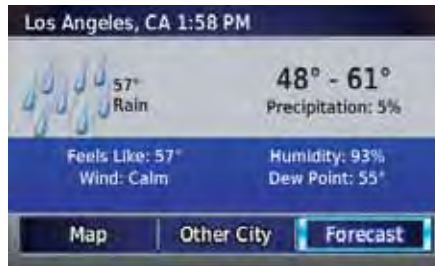 Los Angeles, CA 1:58 PM
57°
Rain
48° - 61°
Precipitation: 5%
Feels Like: 57°
Wind: Calm
Humidity: 93%
Dew Point: 55°
Map
Other City
Forecast